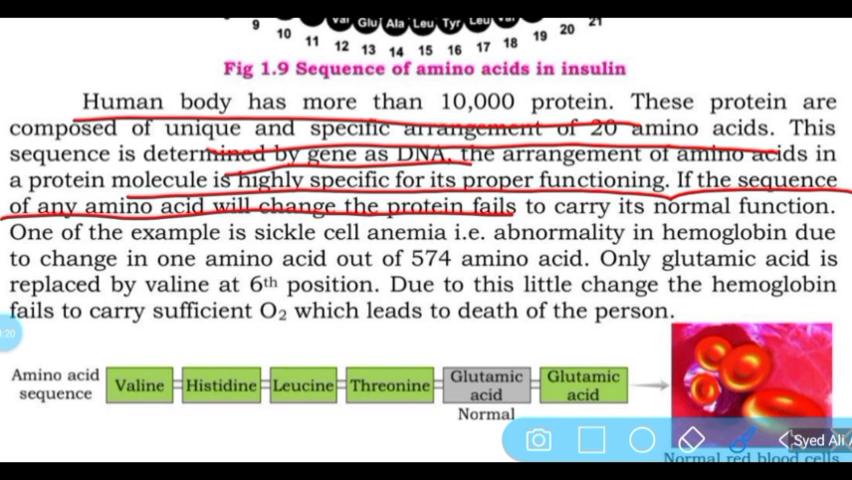 Val Glu Ala Leu Tyr Leu Val
9 10 11 12 13 14 15 16 17 18 19 20 21
Fig 1.9 Sequence of amino acids in insulin
Human body has more than 10,000 protein. These protein are
composed of unique and specific arrangement of 20 amino acids. This
sequence is determined by gene as DNA, the arrangement of amino acids in
a protein molecule is highly specific for its proper functioning. If the sequence
of any amino acid will change the protein fails to carry its normal function.
One of the example is sickle cell anemia i.e. abnormality in hemoglobin due
to change in one amino acid out of 574 amino acid. Only glutamic acid is
replaced by valine at 6th position. Due to this little change the hemoglobin
fails to carry sufficient O2 which leads to death of the person.
:20
Amino acid
sequence
Valine Histidine Leucine Threonine
Glutamic
acid
Glutamic
acid
Normal
Syed Ali
Normal red blood cells